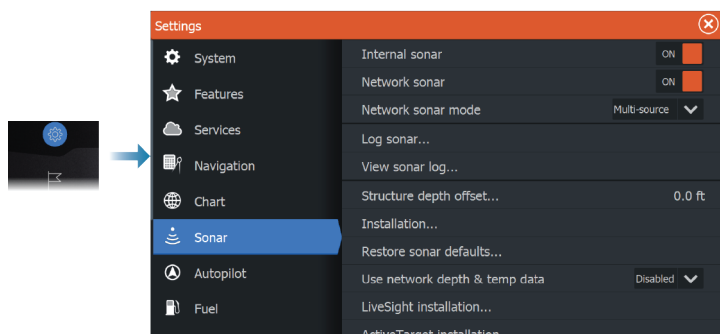 Settings
System
Features
Services
Navigation
Chart
Sonar
Autopilot
Fuel
Internal sonar ON
Network sonar ON
Network sonar mode Multi-source
Log sonar...
View sonar log...
Structure depth offset... 0.0 ft
Installation...
Restore sonar defaults...
Use network depth & temp data Disabled
LiveSight installation...
ActiveTarget installation